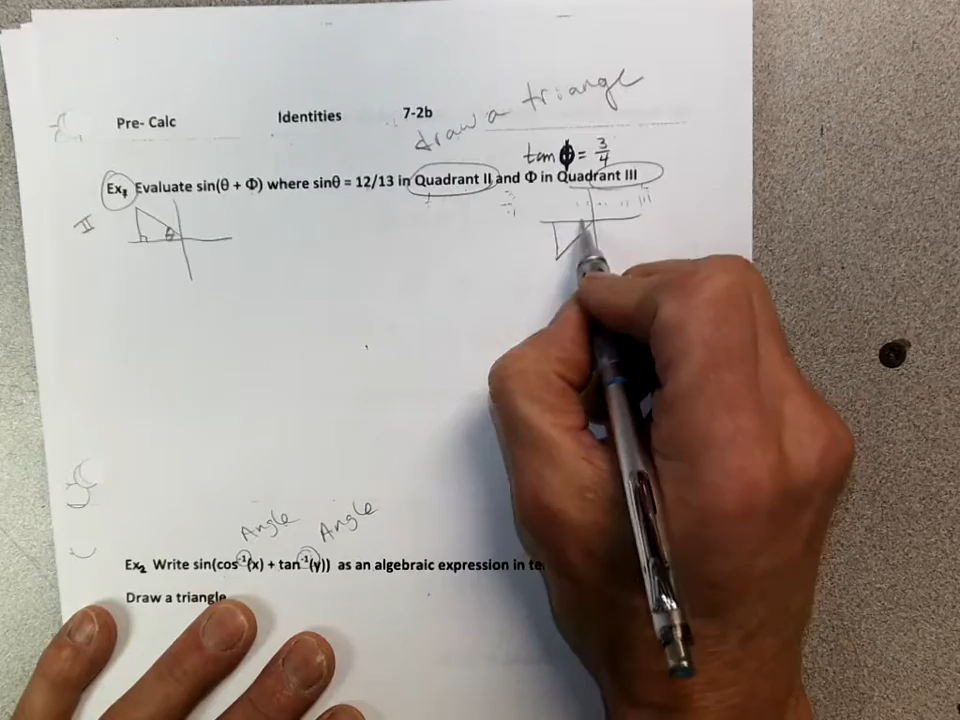 Pre- Calc Identities 7-2b
draw a triangle
tan Φ = 3/4
Ex1 Evaluate sin(θ + Φ) where sinθ = 12/13 in Quadrant II and Φ in Quadrant III
II
θ
Angle Angle
Ex2 Write sin(cos⁻¹(x) + tan⁻¹(y)) as an algebraic expression in
Draw a triangle